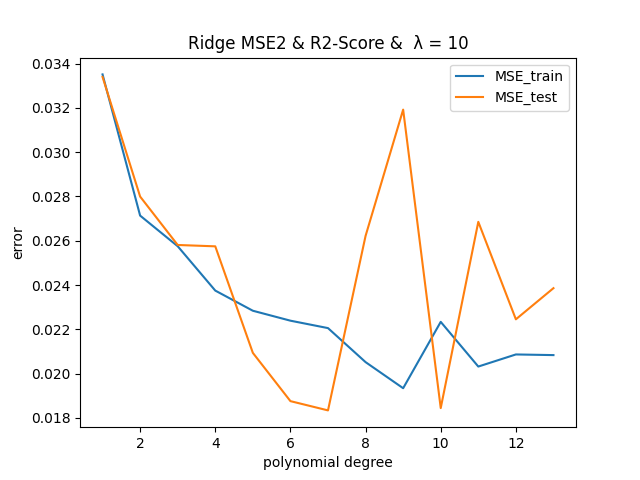 Ridge MSE2 & R2-Score &  λ = 10
MSE_train
MSE_test
0.034
0.032
0.030
0.028
0.026
0.024
0.022
0.020
0.018
error
2 4 6 8 10 12
polynomial degree